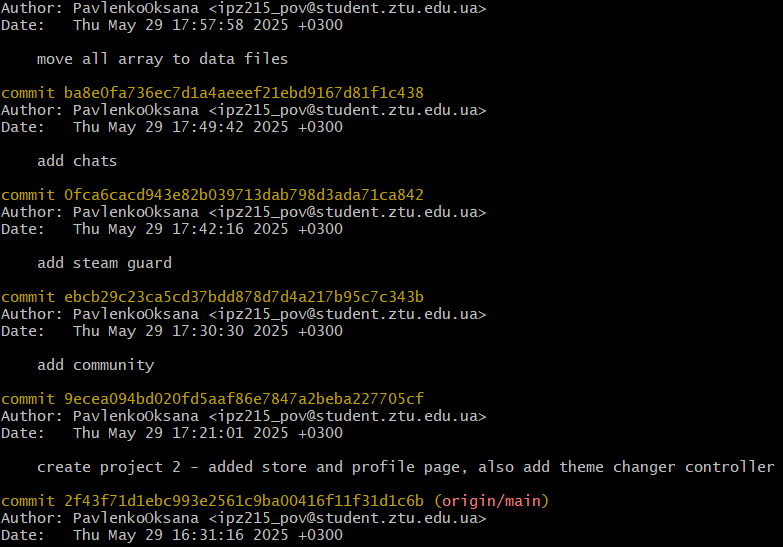 Author: PavlenkoOksana <ipz215_pov@student.ztu.edu.ua>
Date:   Thu May 29 17:57:58 2025 +0300
move all array to data files
commit ba8e0fa736ec7d1a4aeeef21ebd9167d81f1c438
Author: PavlenkoOksana <ipz215_pov@student.ztu.edu.ua>
Date:   Thu May 29 17:49:42 2025 +0300
add chats
commit 0fca6cacd943e82b039713dab798d3ada71ca842
Author: PavlenkoOksana <ipz215_pov@student.ztu.edu.ua>
Date:   Thu May 29 17:42:16 2025 +0300
add steam guard
commit ebcb29c23ca5cd37bdd878d7d4a217b95c7c343b
Author: PavlenkoOksana <ipz215_pov@student.ztu.edu.ua>
Date:   Thu May 29 17:30:30 2025 +0300
add community
commit 9ecea094bd020fd5aaf86e7847a2beba227705cf
Author: PavlenkoOksana <ipz215_pov@student.ztu.edu.ua>
Date:   Thu May 29 17:21:01 2025 +0300
create project 2 - added store and profile page, also add theme changer controller
commit 2f43f71d1ebc993e2561c9ba00416f11f31d1c6b (origin/main)
Author: PavlenkoOksana <ipz215_pov@student.ztu.edu.ua>
Date:   Thu May 29 16:31:16 2025 +0300